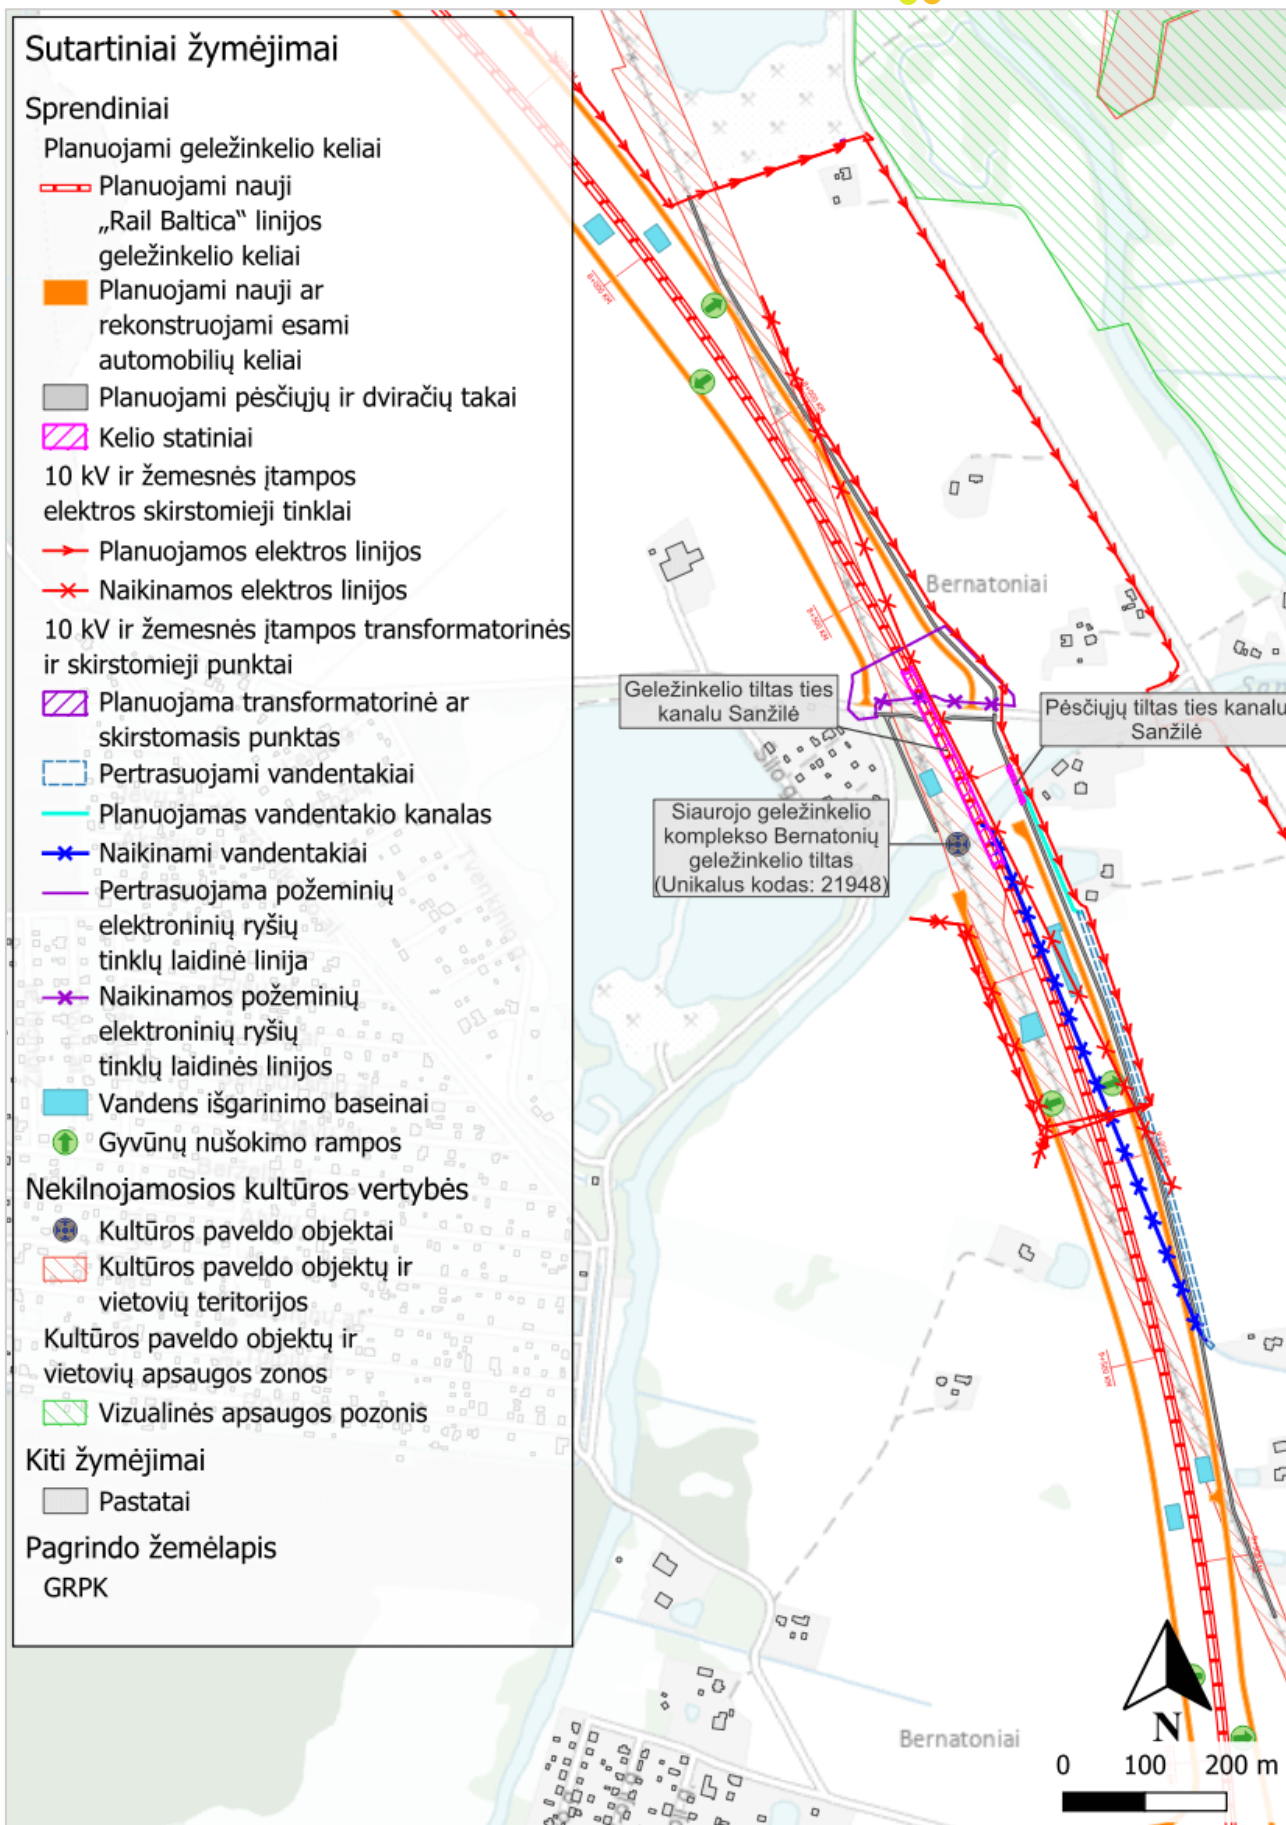 Sutartiniai žymėjimai
Sprendiniai
Planuojami geležinkelio keliai
Planuojami nauji
„Rail Baltica“ linijos
geležinkelio keliai
Planuojami nauji ar
rekonstruojami esami
automobilių keliai
Planuojami pėsčiųjų ir dviračių takai
Kelio statiniai
10 kV ir žemesnės įtampos
elektros skirstomieji tinklai
Planuojamos elektros linijos
Naikinamos elektros linijos
10 kV ir žemesnės įtampos transformatorinės
ir skirstomieji punktai
Planuojama transformatorinė ar
skirstomasis punktas
Pertrasuojami vandentakiai
Planuojamas vandentakio kanalas
Naikinami vandentakiai
Pertrasuojama požeminių
elektroninių ryšių
tinklų laidinė linija
Naikinamos požeminių
elektroninių ryšių
tinklų laidinės linijos
Vandens išgarinimo baseinai
Gyvūnų nušokimo rampos
Nekilnojamosios kultūros vertybės
Kultūros paveldo objektai
Kultūros paveldo objektų ir
vietovių teritorijos
Kultūros paveldo objektų ir
vietovių apsaugos zonos
Vizualinės apsaugos pozonis
Kiti žymėjimai
Pastatai
Pagrindo žemėlapis
GRPK
Bernatoniai
Geležinkelio tiltas ties
kanalu Sanžilė
Pėsčiųjų tiltas ties kanalu
Sanžilė
Siaurojo geležinkelio
komplekso Bernatonių
geležinkelio tiltas
(Unikalus kodas: 21948)
8+500 KM
9+500 KM
Bernatoniai
N
0 100 200 m